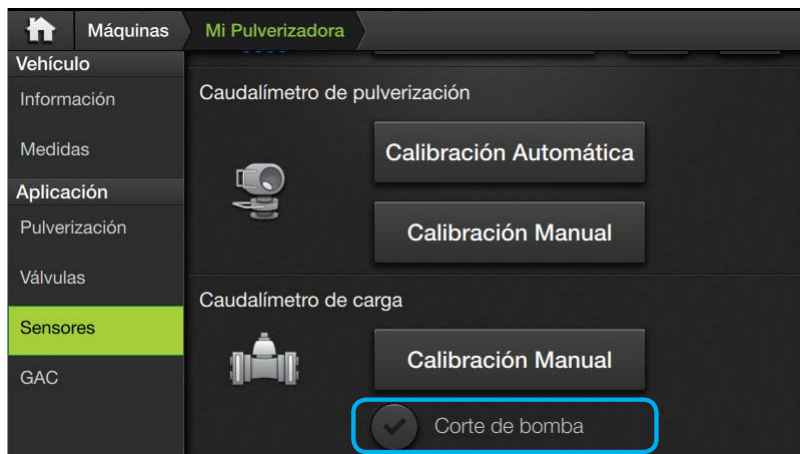 Máquinas
Mi Pulverizadora
Vehículo
Información
Medidas
Aplicación
Pulverización
Válvulas
Sensores
GAC
Caudalímetro de pulverización
Calibración Automática
Calibración Manual
Caudalímetro de carga
Calibración Manual
Corte de bomba